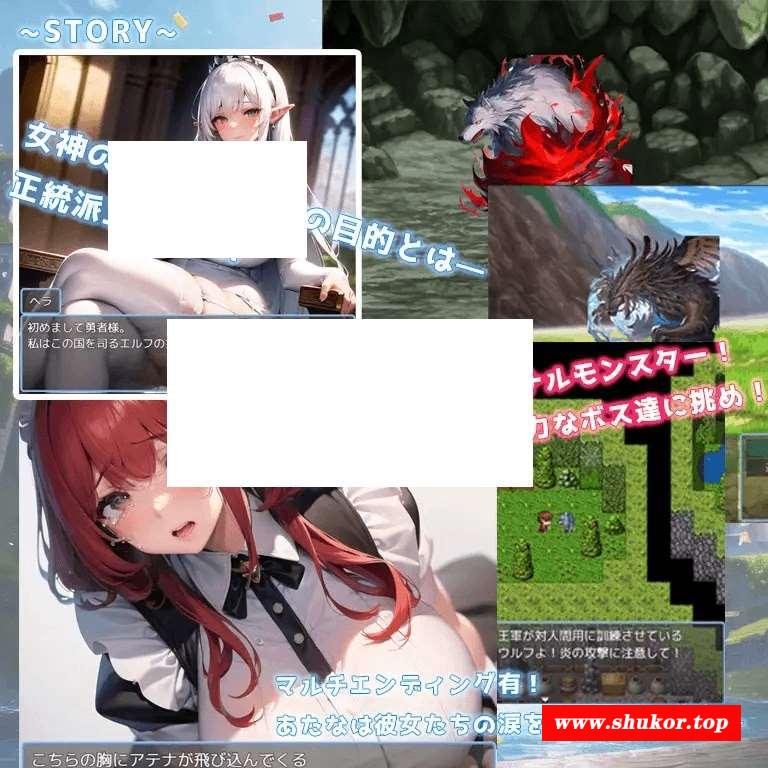 ~STORY~
女神の
正統派
の目的とは―
ヘラ
初めまして勇者様。
私はこの国を司るエルフの
ナルモンスター！
力なボス達に挑め！
王軍が対人間用に訓練させている
ウルフよ！炎の攻撃に注意して！
マルチエンディング有！
あたなは彼女たちの涙を
www.shukor.top
こちらの胸にアテナが飛び込んでくる